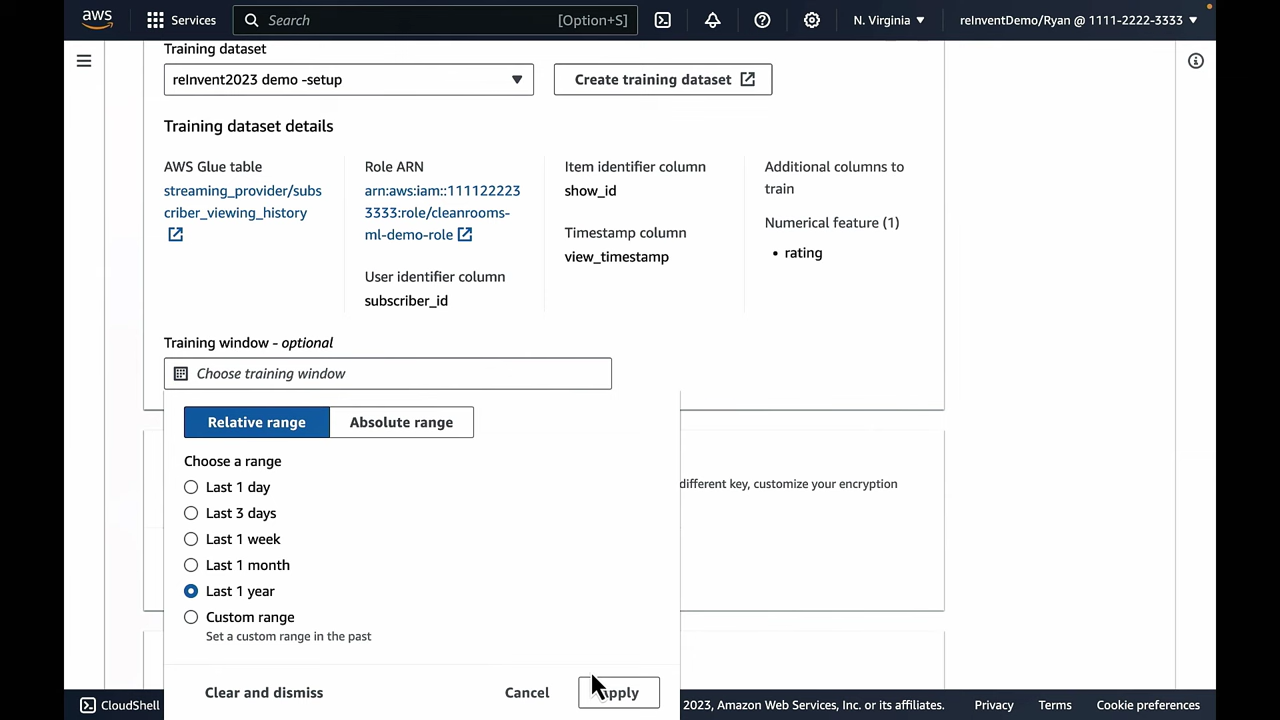 aws
Services
Search
[Option+S]
N. Virginia
reInventDemo/Ryan @ 1111-2222-3333
Training dataset
reInvent2023 demo -setup
Create training dataset
Training dataset details
AWS Glue table
streaming_provider/subs
criber_viewing_history
Role ARN
arn:aws:iam::111122223
3333:role/cleanrooms-
ml-demo-role
User identifier column
subscriber_id
Item identifier column
show_id
Timestamp column
view_timestamp
Additional columns to
train
Numerical feature (1)
• rating
Training window - optional
Choose training window
Relative range
Absolute range
Choose a range
Last 1 day
Last 3 days
Last 1 week
Last 1 month
Last 1 year
Custom range
Set a custom range in the past
different key, customize your encryption
Clear and dismiss
Cancel
Apply
CloudShell
2023, Amazon Web Services, Inc. or its affiliates.
Privacy
Terms
Cookie preferences